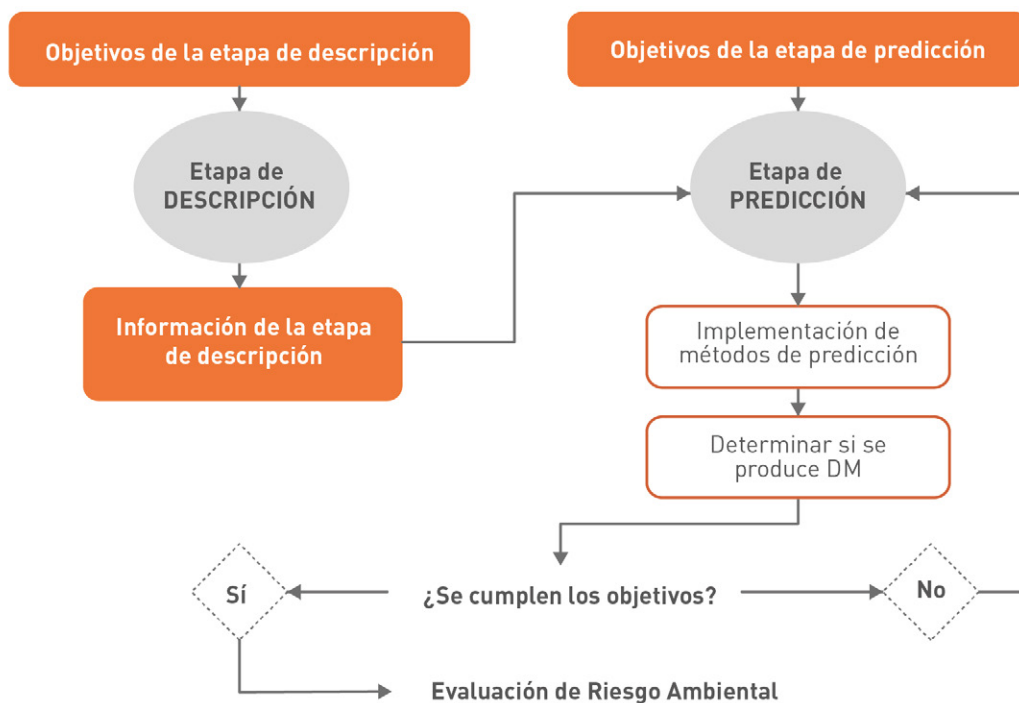 Objetivos de la etapa de descripción
Objetivos de la etapa de predicción
Etapa de
DESCRIPCIÓN
Etapa de
PREDICCIÓN
Información de la etapa
de descripción
Implementación de
métodos de predicción
Determinar si se
produce DM
Sí
¿Se cumplen los objetivos?
No
Evaluación de Riesgo Ambiental